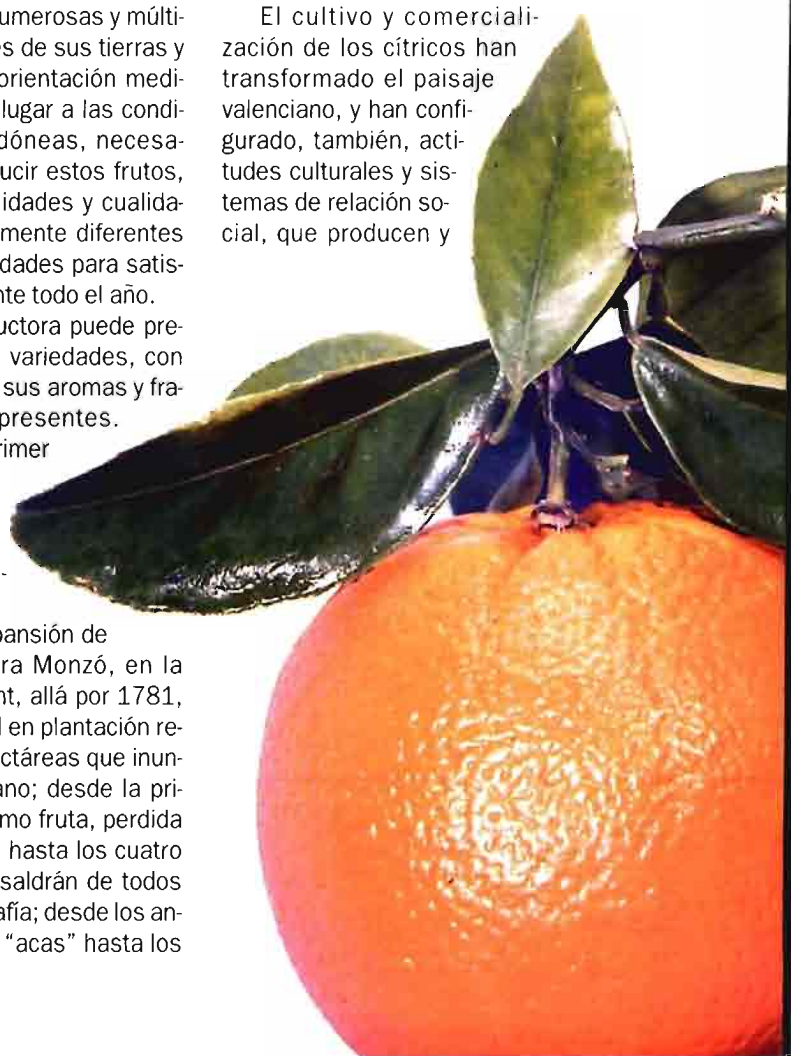 umerosas y múlti-
s de sus tierras y
orientación medi-
lugar a las condi-
dóneas, necesa-
ucir estos frutos,
idades y cualida-
mente diferentes
dades para satis-
nte todo el año.
uctora puede pre-
variedades, con
sus aromas y fra-
presentes.
rimer
pansión de
ra Monzó, en la
nt, allá por 1781,
l en plantación re-
ctáreas que inun-
ano; desde la pri-
mo fruta, perdida
hasta los cuatro
saldrán de todos
afía; desde los an-
"acas" hasta los
El cultivo y comerciali-
zación de los cítricos han
transformado el paisaje
valenciano, y han confi-
gurado, también, acti-
tudes culturales y sis-
temas de relación so-
cial, que producen y